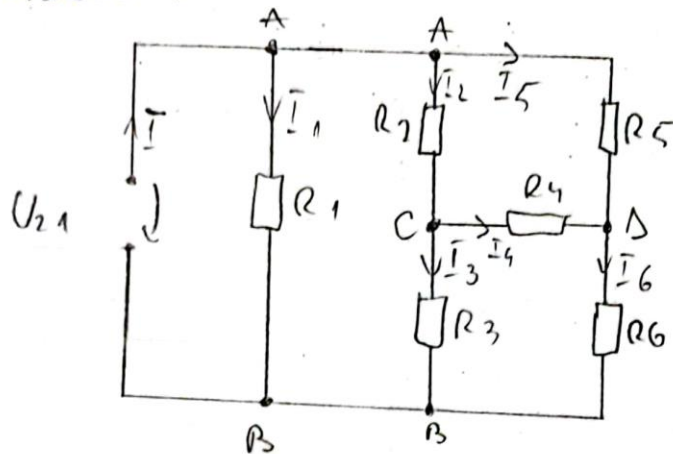 A A
I I1 I2 I5
R2 R5
U21 R1 R4
C I4 D
I3 I6
R3 R6
B B